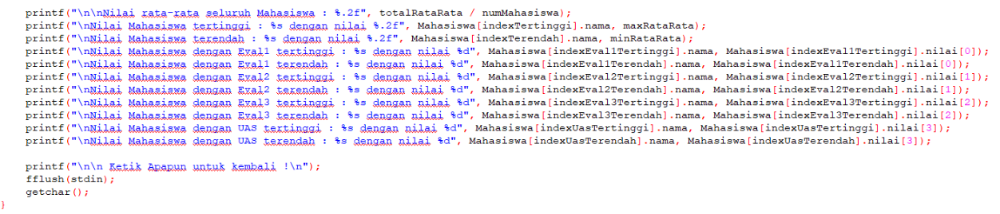 printf("\n\nNilai rata-rata seluruh Mahasiswa : %.2f", totalRataRata / numMahasiswa);
printf("\nNilai Mahasiswa tertinggi : %s dengan nilai %.2f", Mahasiswa[indexTertinggi].nama, maxRataRata);
printf("\nNilai Mahasiswa terendah : %s dengan nilai %.2f", Mahasiswa[indexTerendah].nama, minRataRata);
printf("\nNilai Mahasiswa dengan Eval1 tertinggi : %s dengan nilai %d", Mahasiswa[indexEval1Tertinggi].nama, Mahasiswa[indexEval1Tertinggi].nilai[0]);
printf("\nNilai Mahasiswa dengan Eval1 terendah : %s dengan nilai %d", Mahasiswa[indexEval1Terendah].nama, Mahasiswa[indexEval1Terendah].nilai[0]);
printf("\nNilai Mahasiswa dengan Eval2 tertinggi : %s dengan nilai %d", Mahasiswa[indexEval2Tertinggi].nama, Mahasiswa[indexEval2Tertinggi].nilai[1]);
printf("\nNilai Mahasiswa dengan Eval2 terendah : %s dengan nilai %d", Mahasiswa[indexEval2Terendah].nama, Mahasiswa[indexEval2Terendah].nilai[1]);
printf("\nNilai Mahasiswa dengan Eval3 tertinggi : %s dengan nilai %d", Mahasiswa[indexEval3Tertinggi].nama, Mahasiswa[indexEval3Tertinggi].nilai[2]);
printf("\nNilai Mahasiswa dengan Eval3 terendah : %s dengan nilai %d", Mahasiswa[indexEval3Terendah].nama, Mahasiswa[indexEval3Terendah].nilai[2]);
printf("\nNilai Mahasiswa dengan UAS tertinggi : %s dengan nilai %d", Mahasiswa[indexUasTertinggi].nama, Mahasiswa[indexUasTertinggi].nilai[3]);
printf("\nNilai Mahasiswa dengan UAS terendah : %s dengan nilai %d", Mahasiswa[indexUasTerendah].nama, Mahasiswa[indexUasTerendah].nilai[3]);
printf("\n\n Ketik Apapun untuk kembali !\n");
fflush(stdin);
getchar();
}